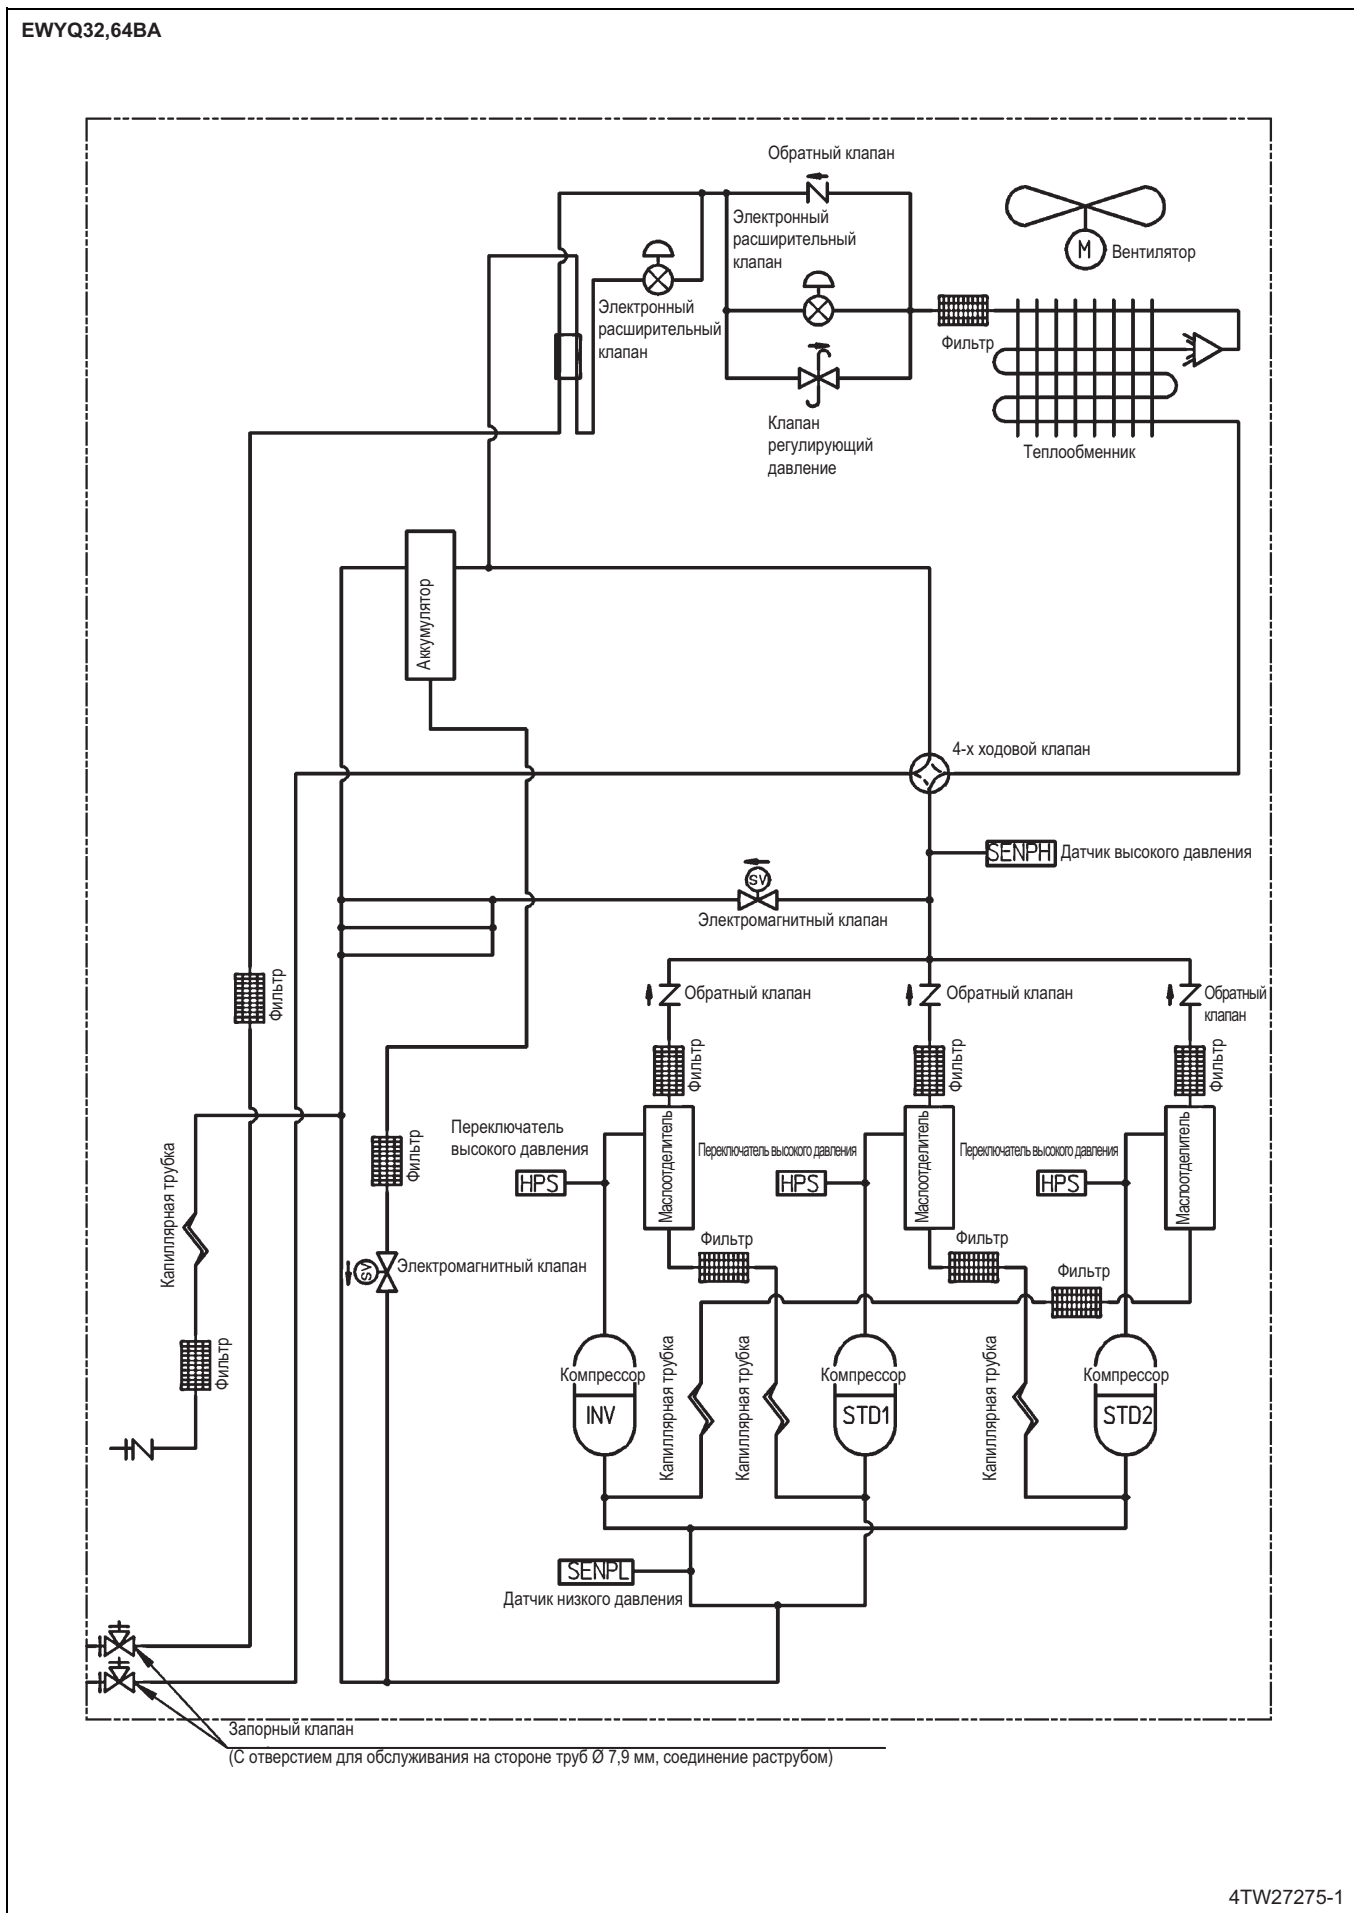 EWYQ32,64BA
Обратный клапан
Электронный
расширительный
клапан
M
Вентилятор
Электронный
расширительный
клапан
Фильтр
Клапан
регулирующий
давление
Теплообменник
Аккумулятор
4-х ходовой клапан
SENPH
Датчик высокого давления
SV
Электромагнитный клапан
Фильтр
Обратный клапан
Обратный клапан
Обратный
клапан
Фильтр
Фильтр
Фильтр
Переключатель
высокого давления
HPS
Маслоотделитель
Переключатель высокого давления
HPS
Маслоотделитель
Переключатель высокого давления
HPS
Маслоотделитель
Капиллярная трубка
Фильтр
SV
Электромагнитный клапан
Фильтр
Фильтр
Фильтр
Фильтр
Компрессор
INV
Капиллярная трубка
Капиллярная трубка
Компрессор
STD1
Капиллярная трубка
Компрессор
STD2
SENPL
Датчик низкого давления
Запорный клапан
(С отверстием для обслуживания на стороне труб Ø 7,9 мм, соединение раструбом)
4TW27275-1